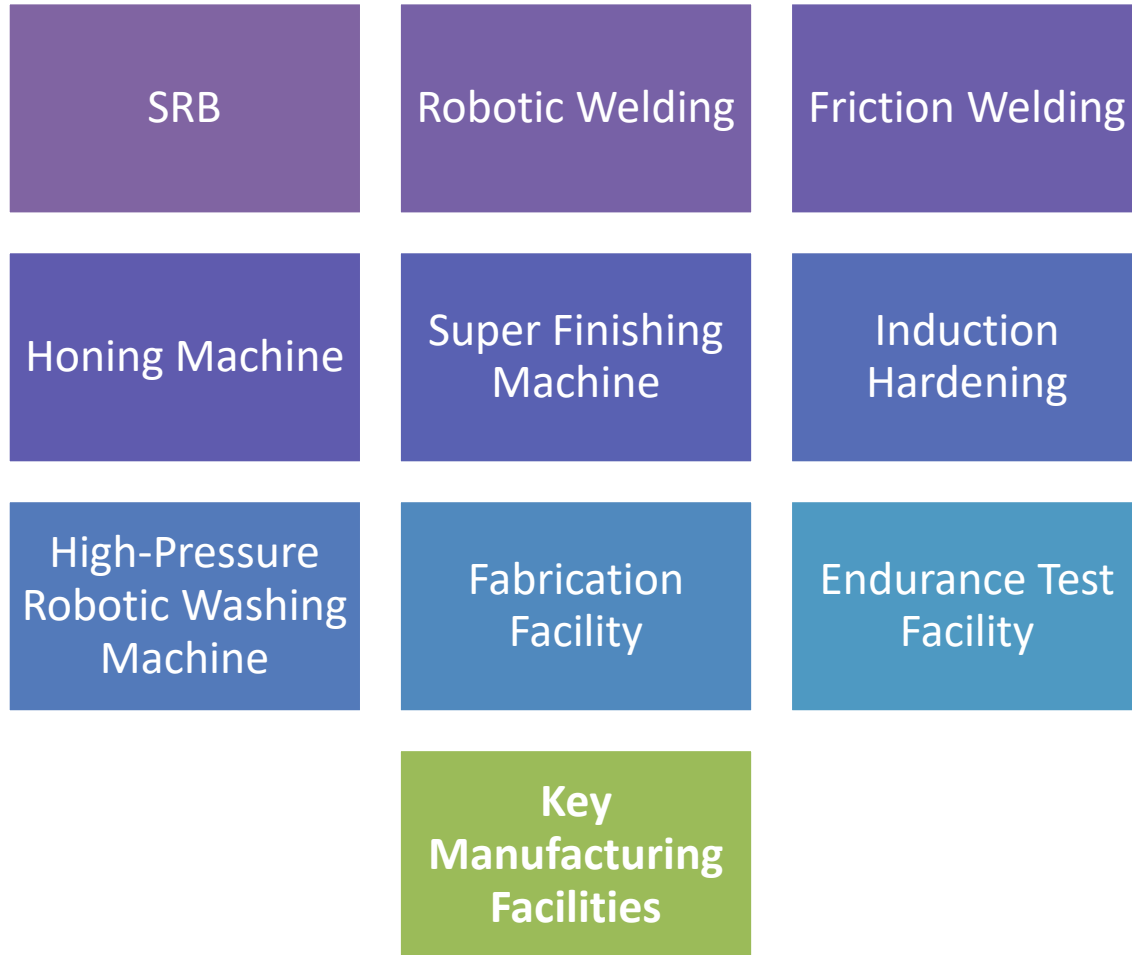 SRB
Robotic Welding
Friction Welding
Honing Machine
Super Finishing
Machine
Induction
Hardening
High-Pressure
Robotic Washing
Machine
Fabrication
Facility
Endurance Test
Facility
Key
Manufacturing
Facilities